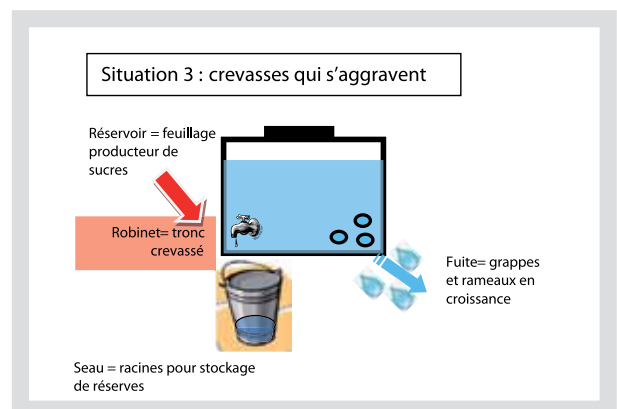 Situation 3 : crevasses qui s'aggravent
Réservoir = feuillage
producteur de
sucres
Robinet= tronc
crevassé
Fuite= grappes
et rameaux en
croissance
Seau = racines pour stockage
de réserves